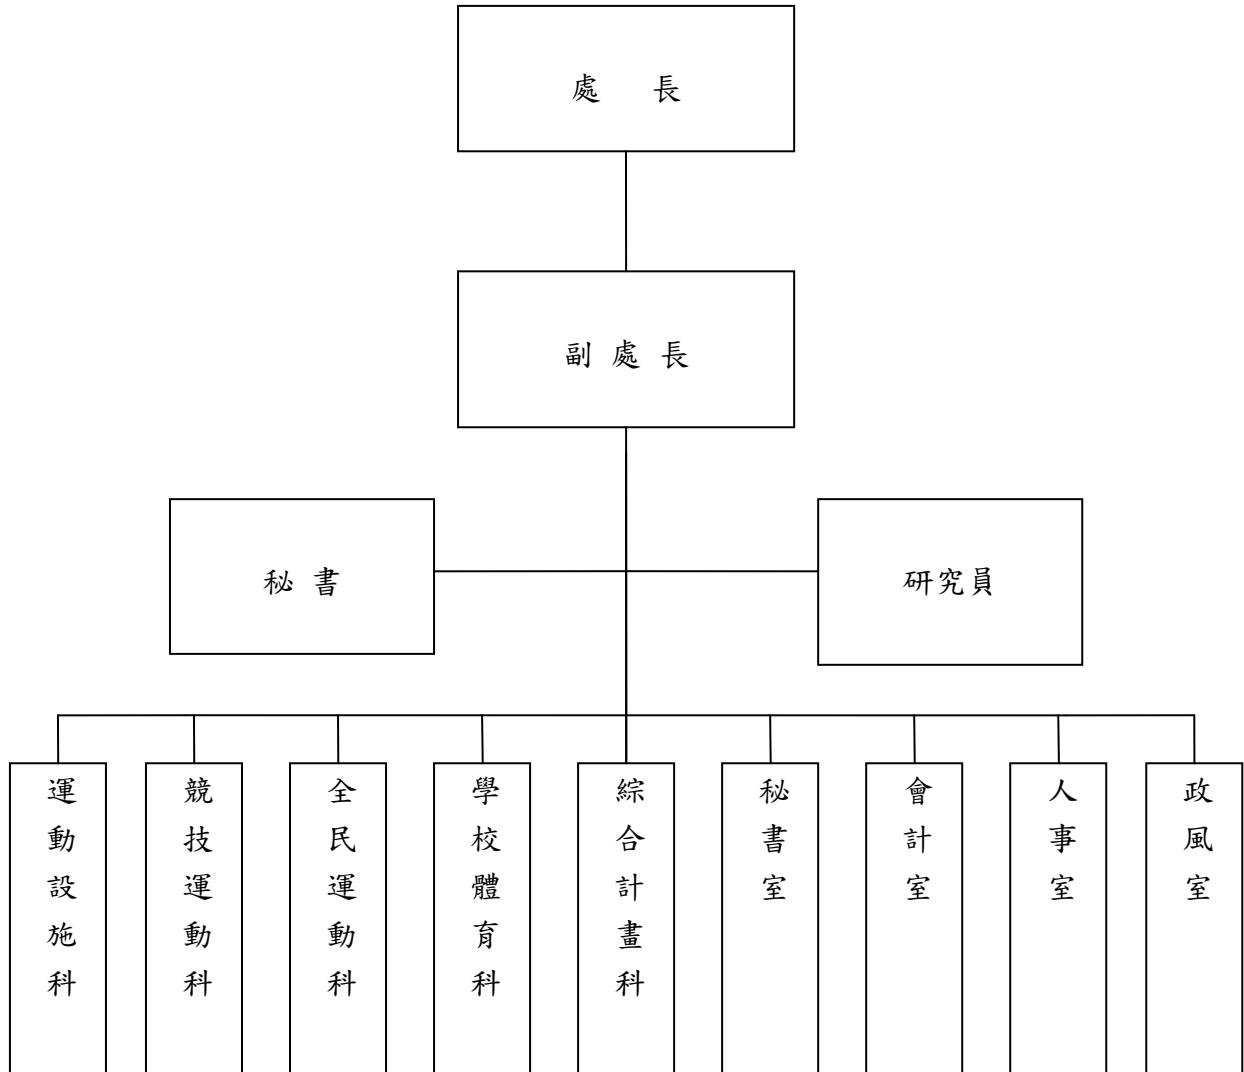 處 長
副 處 長
秘 書
研究員
運動設施科
競技運動科
全民運動科
學校體育科
綜合計畫科
秘書室
會計室
人事室
政風室